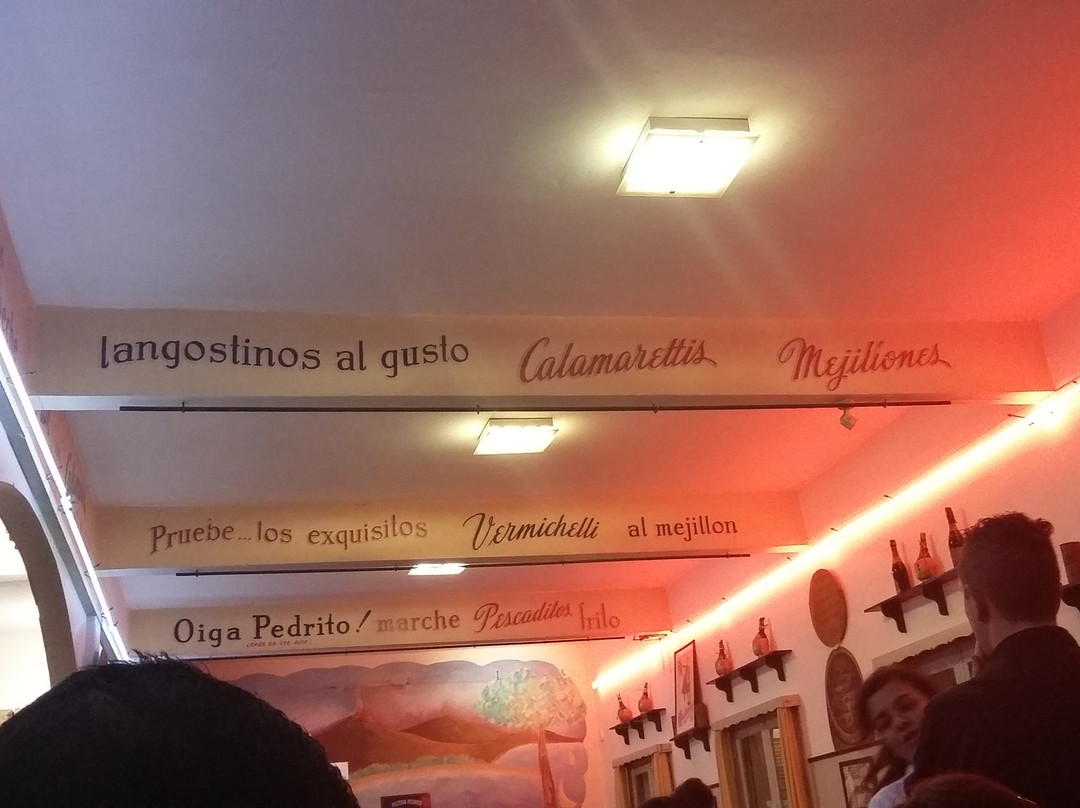 langostinos al gusto Calamarettis Mejillones
Pruebe... los exquisitos Vermichelli al mejillon
Oiga Pedrito! marche Pescaditos frito